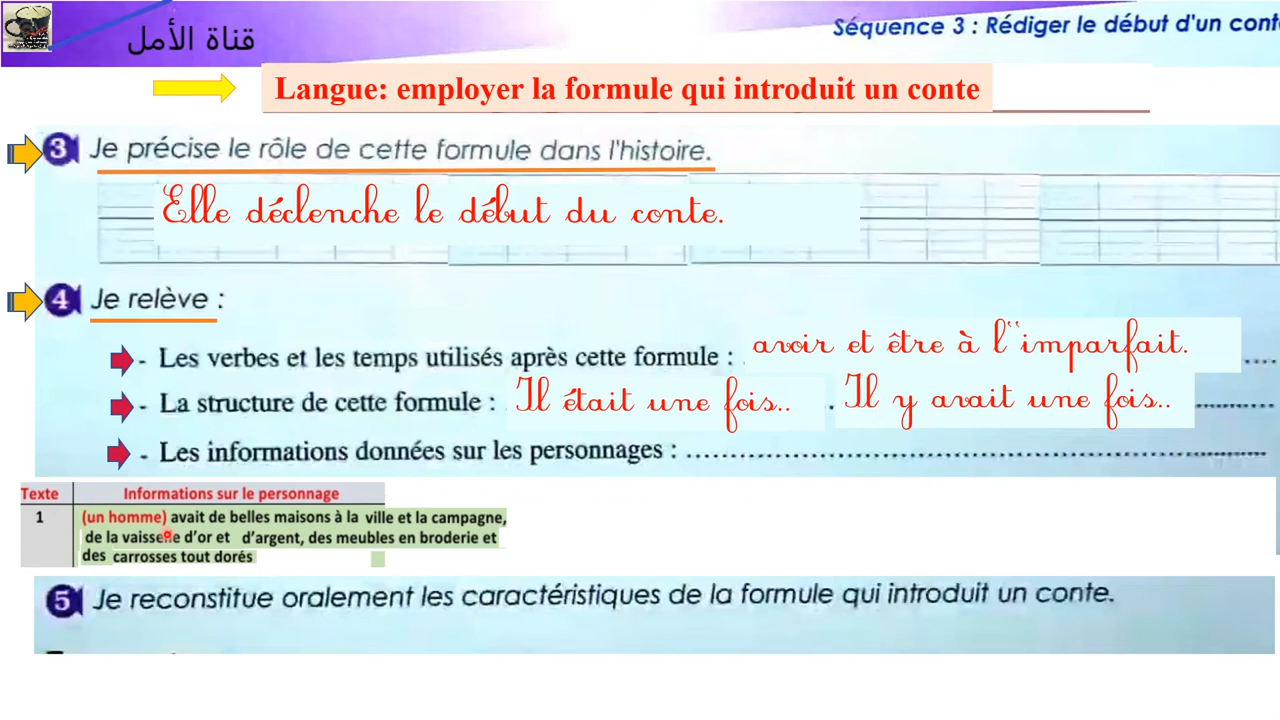 قناة الأمل
Séquence 3 : Rédiger le début d'un cont
Langue: employer la formule qui introduit un conte
3 Je précise le rôle de cette formule dans l'histoire.
Elle déclenche le début du conte.
4 Je relève :
- Les verbes et les temps utilisés après cette formule : avoir et être à l'imparfait. ....
- La structure de cette formule : Il était une fois.. . Il y avait une fois.. ............
- Les informations données sur les personnages : ............................................................
Texte Informations sur le personnage
1 (un homme) avait de belles maisons à la ville et la campagne,
de la vaisselle d'or et d'argent, des meubles en broderie et
des carrosses tout dorés
5 Je reconstitue oralement les caractéristiques de la formule qui introduit un conte.